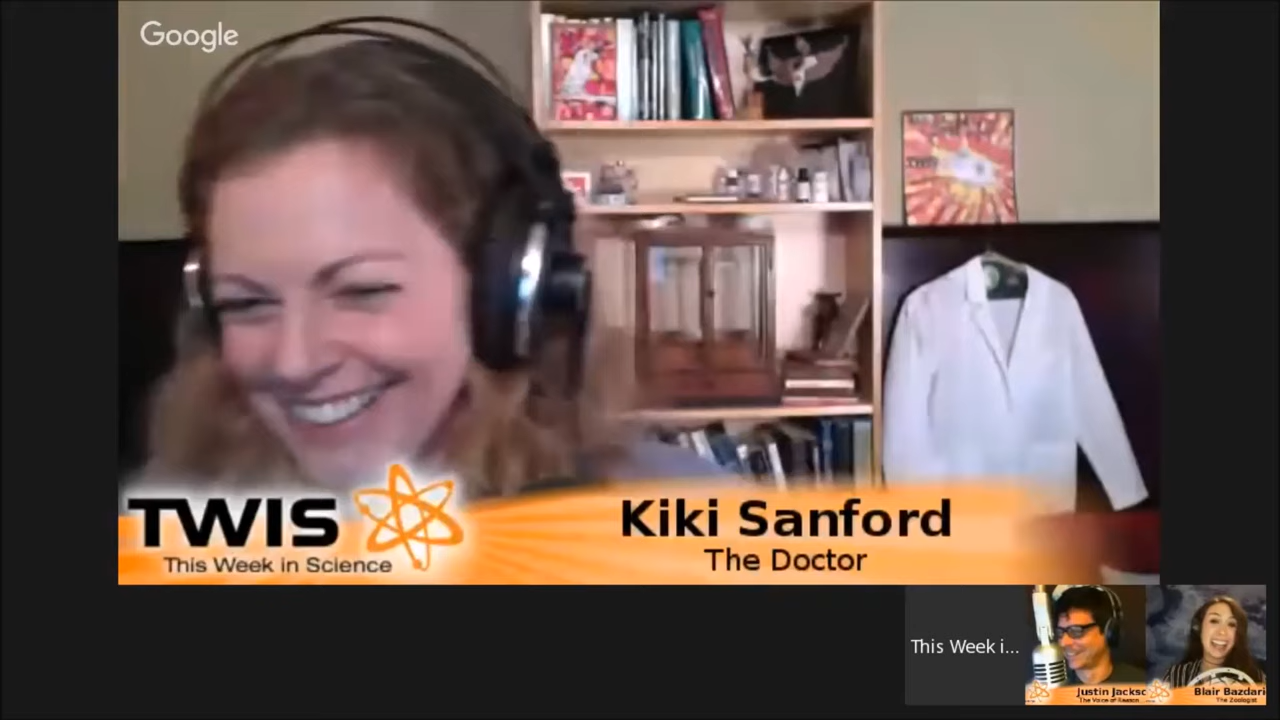 Google
TWIS
This Week in Science
Kiki Sanford
The Doctor
TWIS
This Week i...
Justin Jacksc
The Voice of Reason
Blair Bazdari
The Zoologist